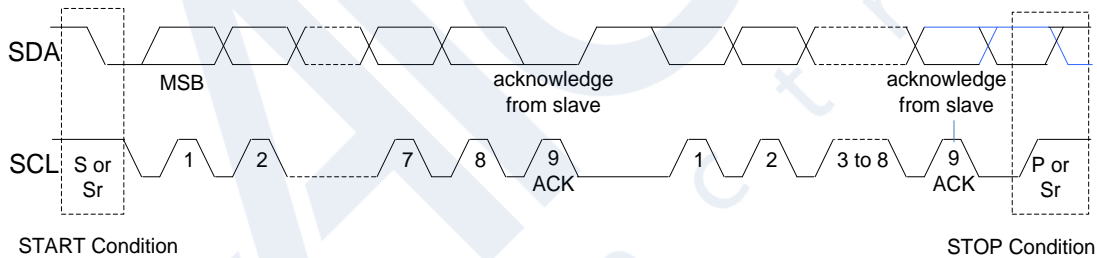 SDA
MSB
acknowledge
from slave
acknowledge
from slave
SCL
S or
Sr
1
2
7
8
9
ACK
1
2
3 to 8
9
ACK
P or
Sr
START Condition
STOP Condition